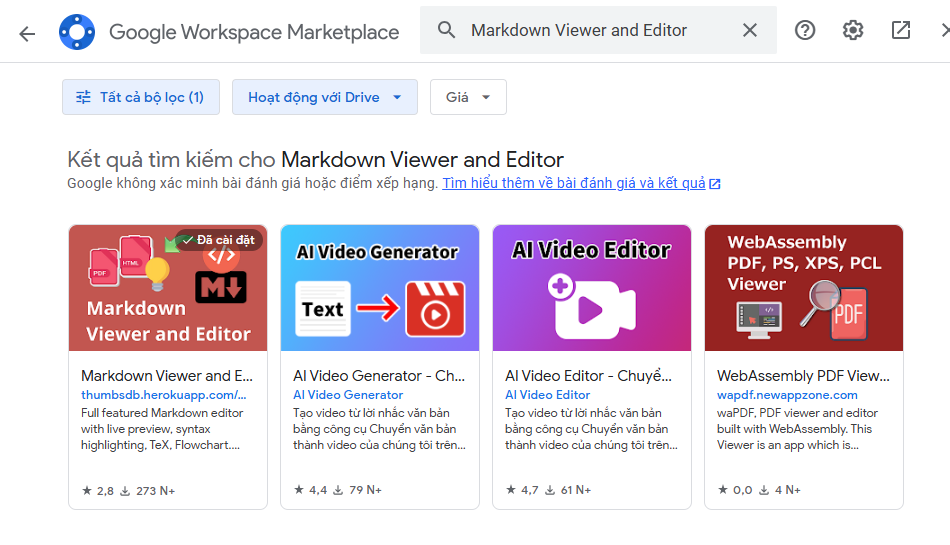 Google Workspace Marketplace
Markdown Viewer and Editor
Tất cả bộ lọc (1)
Hoạt động với Drive
Giá
Kết quả tìm kiếm cho Markdown Viewer and Editor
Google không xác minh bài đánh giá hoặc điểm xếp hạng. Tìm hiểu thêm về bài đánh giá và kết quả
Đã cài đặt
PDF
HTML
</>
M
Markdown
Viewer and Editor
Markdown Viewer and E...
thumbsdb.herokuapp.com/...
Full featured Markdown editor
with live preview, syntax
highlighting, TeX, Flowchart....
2,8 273 N+
AI Video Generator
Text
AI Video Generator - Ch...
AI Video Generator
Tạo video từ lời nhắc văn bản
bằng công cụ Chuyển văn bản
thành video của chúng tôi trên...
4,4 79 N+
AI Video Editor
AI Video Editor - Chuyể...
AI Video Editor
Tạo video từ lời nhắc văn bản
bằng công cụ Chuyển văn bản
thành video của chúng tôi trên...
4,7 61 N+
WebAssembly
PDF, PS, XPS, PCL
Viewer
</>
PDF
WebAssembly PDF View...
wapdf.newappzone.com
waPDF, PDF viewer and editor
built with WebAssembly. This
Viewer is an app which is...
0,0 4 N+